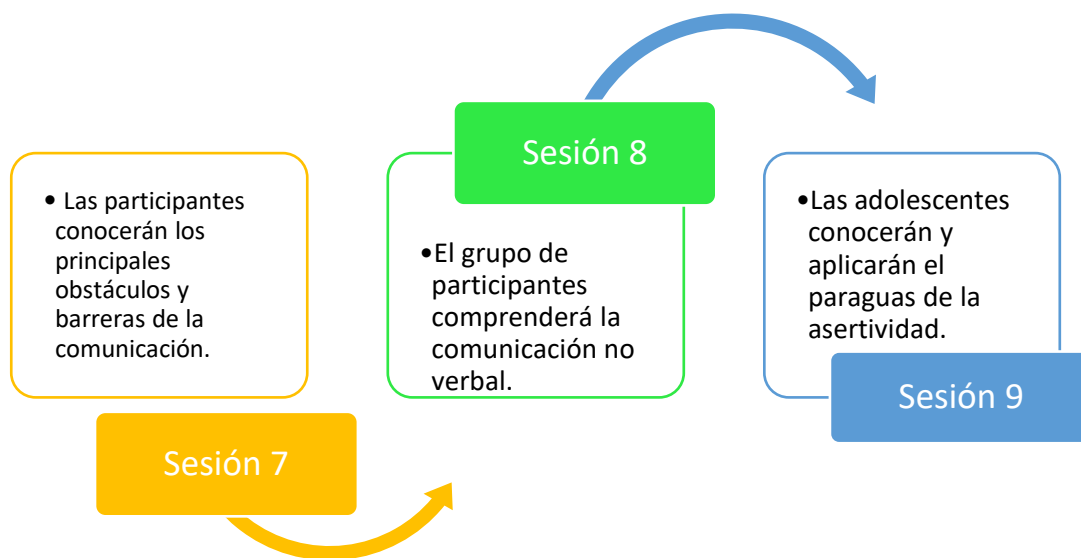 • Las participantes
conocerán los
principales
obstáculos y
barreras de la
comunicación.
Sesión 7
Sesión 8
•El grupo de
participantes
comprenderá la
comunicación no
verbal.
•Las adolescentes
conocerán y
aplicarán el
paraguas de la
asertividad.
Sesión 9